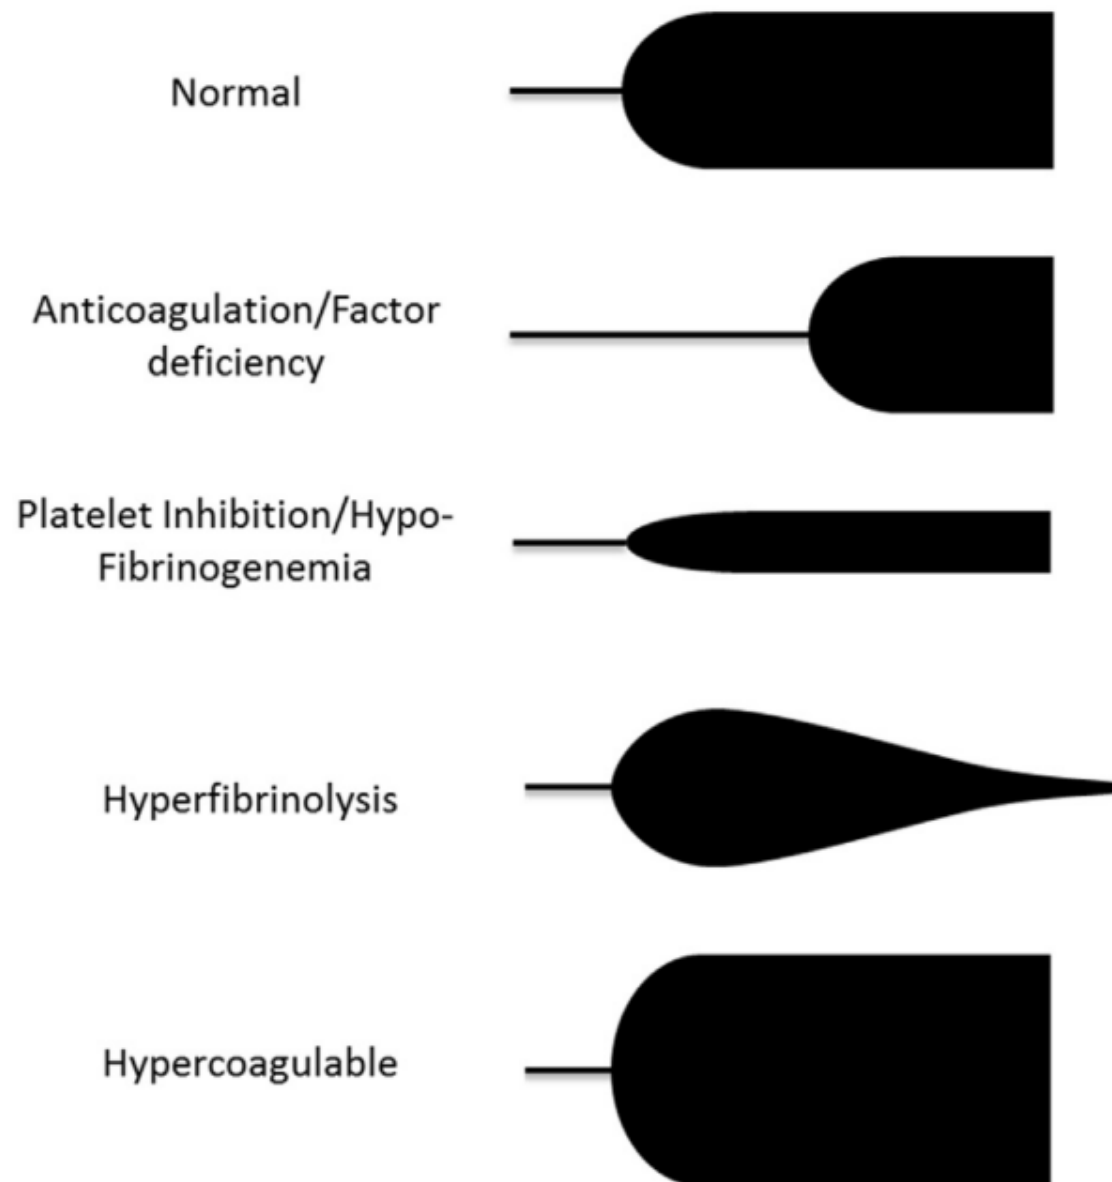 Normal
Anticoagulation/Factor
deficiency
Platelet Inhibition/Hypo-
Fibrinogenemia
Hyperfibrinolysis
Hypercoagulable